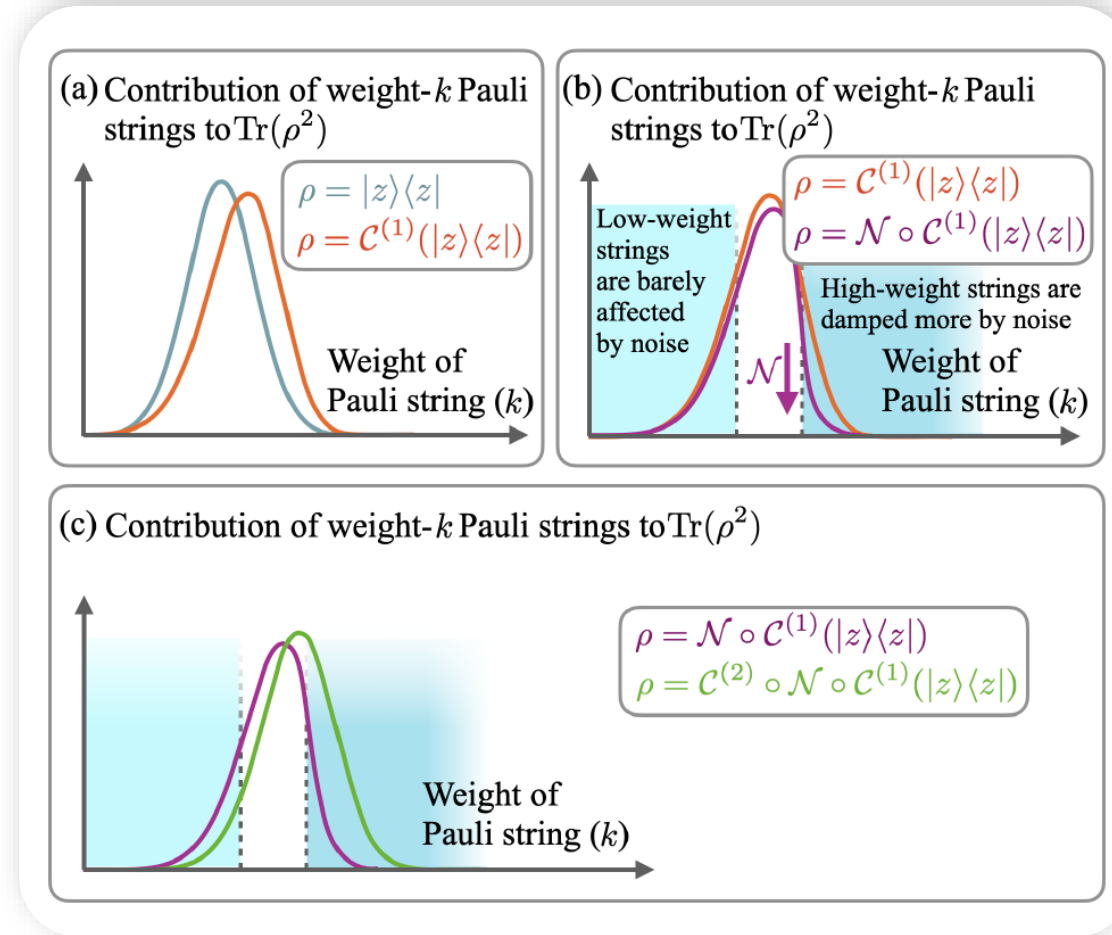 (a) Contribution of weight-k Pauli
strings to Tr(ρ²)
ρ = |z⟩⟨z|
ρ = 𝒞⁽¹⁾(|z⟩⟨z|)
Weight of
Pauli string (k)
(b) Contribution of weight-k Pauli
strings to Tr(ρ²)
ρ = 𝒞⁽¹⁾(|z⟩⟨z|)
ρ = 𝒩 ∘ 𝒞⁽¹⁾(|z⟩⟨z|)
Low-weight
strings
are barely
affected
by noise
High-weight strings are
damped more by noise
𝒩
Weight of
Pauli string (k)
(c) Contribution of weight-k Pauli strings to Tr(ρ²)
ρ = 𝒩 ∘ 𝒞⁽¹⁾(|z⟩⟨z|)
ρ = 𝒞⁽²⁾ ∘ 𝒩 ∘ 𝒞⁽¹⁾(|z⟩⟨z|)
Weight of
Pauli string (k)